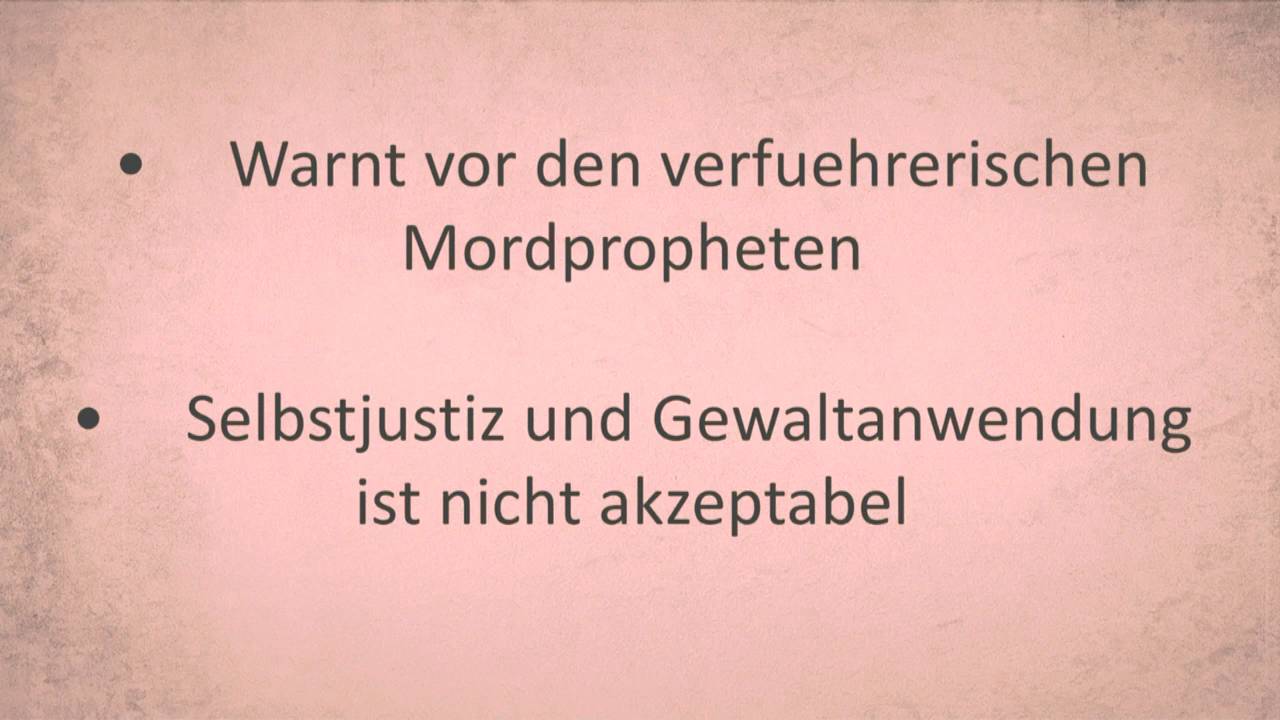 • Warnt vor den verfuehrerischen
Mordpropheten
• Selbstjustiz und Gewaltanwendung
ist nicht akzeptabel